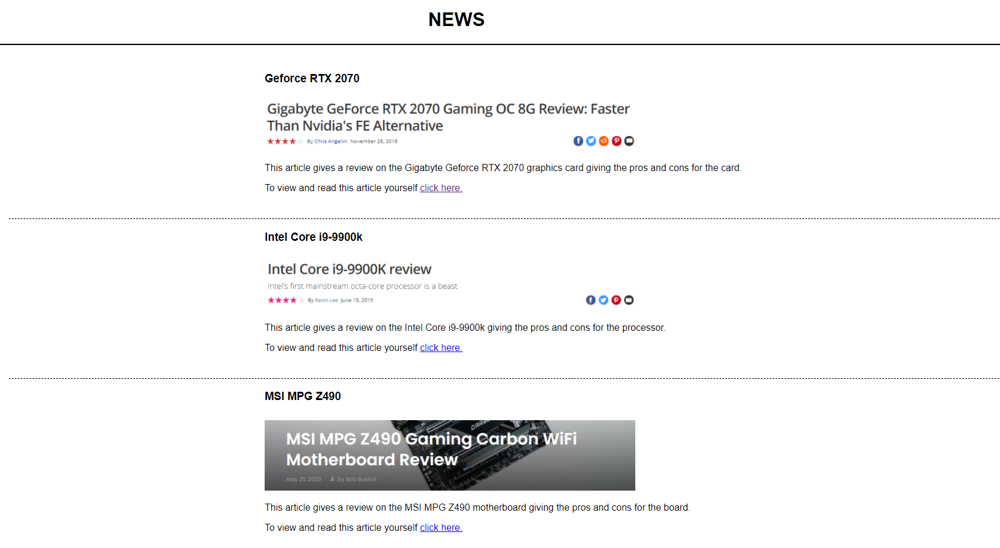 NEWS
Geforce RTX 2070
Gigabyte GeForce RTX 2070 Gaming OC 8G Review: Faster
Than Nvidia's FE Alternative
By Chris Angelini November 28, 2018
This article gives a review on the Gigabyte Geforce RTX 2070 graphics card giving the pros and cons for the card.
To view and read this article yourself click here.
Intel Core i9-9900k
Intel Core i9-9900K review
Intel's first mainstream octa-core processor is a beast
By Kevin Lee June 19, 2019
This article gives a review on the Intel Core i9-9900k giving the pros and cons for the processor.
To view and read this article yourself click here.
MSI MPG Z490
CARBO
MSI MPG Z490 Gaming Carbon WiFi
Motherboard Review
May 25, 2020 by Bob Buskirk
This article gives a review on the MSI MPG Z490 motherboard giving the pros and cons for the board.
To view and read this article yourself click here.